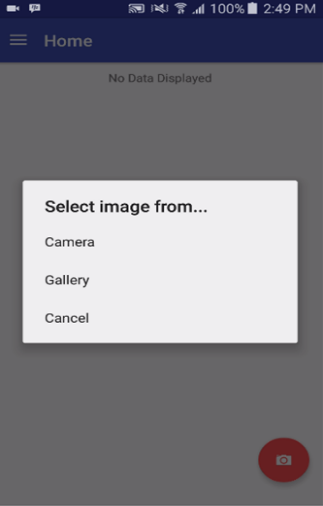 100% 2:49 PM
Home
No Data Displayed
Select image from...
Camera
Gallery
Cancel